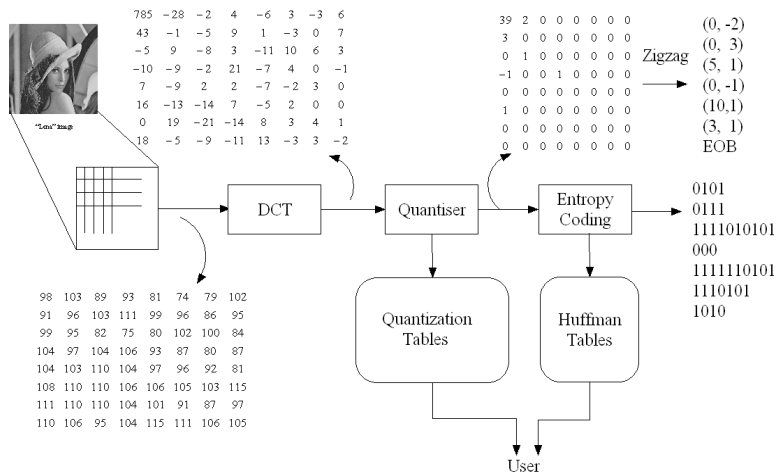 785 −28 −2 4 −6 3 −3 6
43 −1 −5 9 1 −3 0 7
−5 9 −8 3 −11 10 6 3
−10 −9 −2 21 −7 4 0 −1
7 −9 2 2 −7 −2 3 0
16 −13 −14 7 −5 2 0 0
0 19 −21 −14 8 3 4 1
18 −5 −9 −11 13 −3 3 −2
39 2 0 0 0 0 0 0
3 0 0 0 0 0 0 0
0 1 0 0 0 0 0 0
−1 0 0 1 0 0 0 0
0 0 0 0 0 0 0 0
1 0 0 0 0 0 0 0
0 0 0 0 0 0 0 0
0 0 0 0 0 0 0 0
Zigzag
(0, -2)
(0, 3)
(5, 1)
(0, -1)
(10,1)
(3, 1)
EOB
"Lena" image
DCT
Quantiser
Entropy
Coding
0101
0111
1111010101
000
1111110101
1110101
1010
98 103 89 93 81 74 79 102
91 96 103 111 99 96 86 95
99 95 82 75 80 102 100 84
104 97 104 106 93 87 80 87
104 103 110 104 97 96 92 81
108 110 110 106 106 105 103 115
111 110 110 104 101 91 87 97
110 106 95 104 115 111 106 105
Quantization
Tables
Huffman
Tables
User